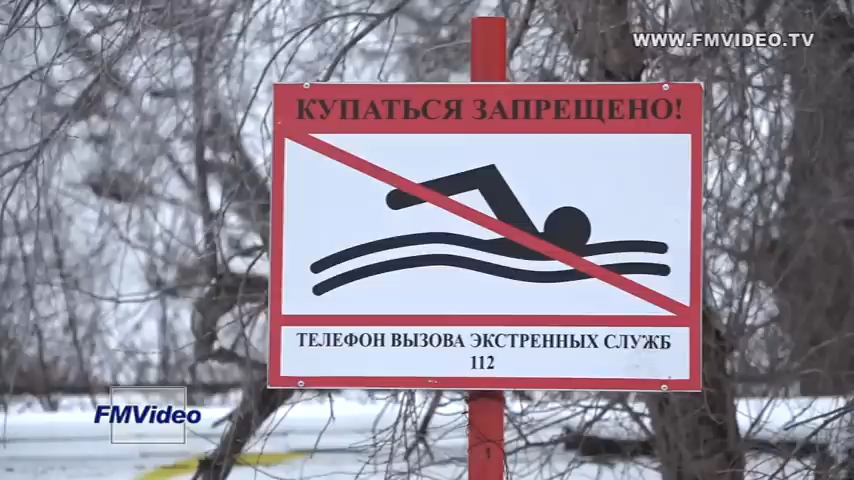 WWW.FMVIDEO.TV
КУПАТЬСЯ ЗАПРЕЩЕНО!
ТЕЛЕФОН ВЫЗОВА ЭКСТРЕННЫХ СЛУЖБ
112
FMVideo